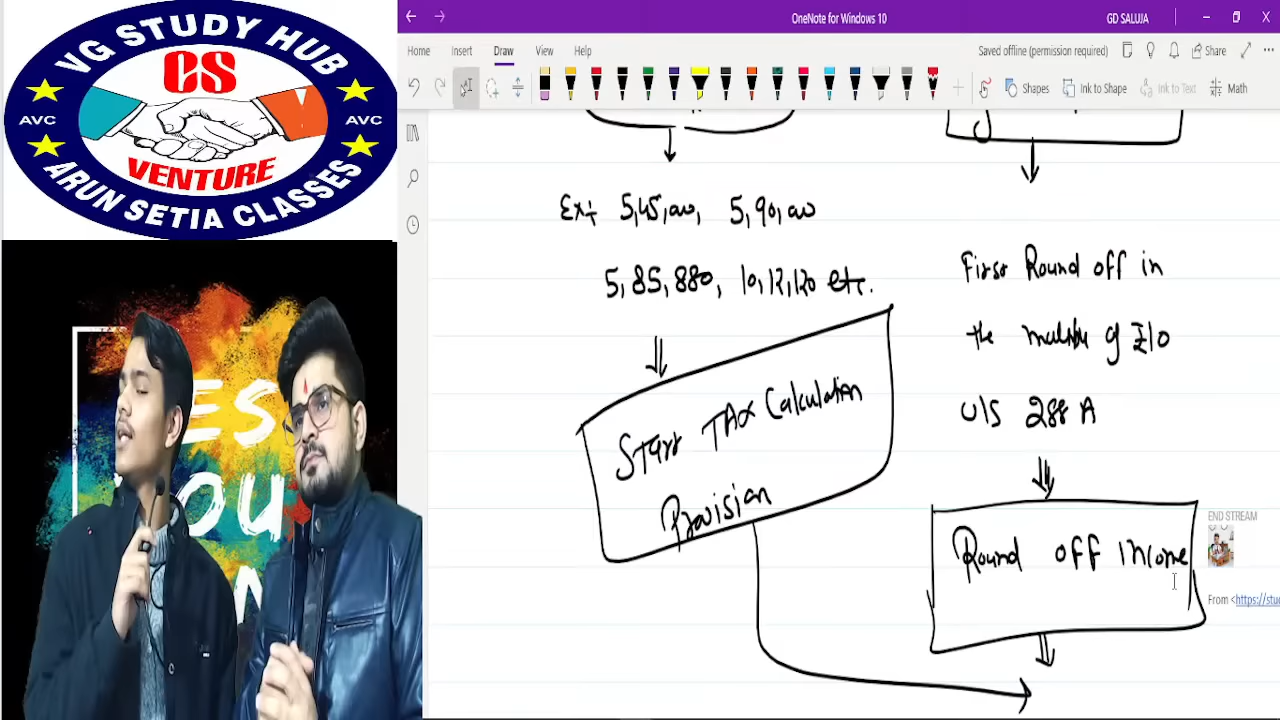 VG STUDY HUB
CS
AVC
AVC
VENTURE
ARUN SETIA CLASSES
OneNote for Windows 10
GD SALUJA
Home Insert Draw View Help
Saved offline (permission required)
Share
Shapes
Ink to Shape
Ink to Text
Math
Ex:- 5,45,000, 5,90,000
5,85,880, 10,12,120 etc.
Start TAX Calculation
Provision
First Round off in
the multiple of ₹10
U/S 288 A
Round off Income
END STREAM
From <https://stu
ES
OU